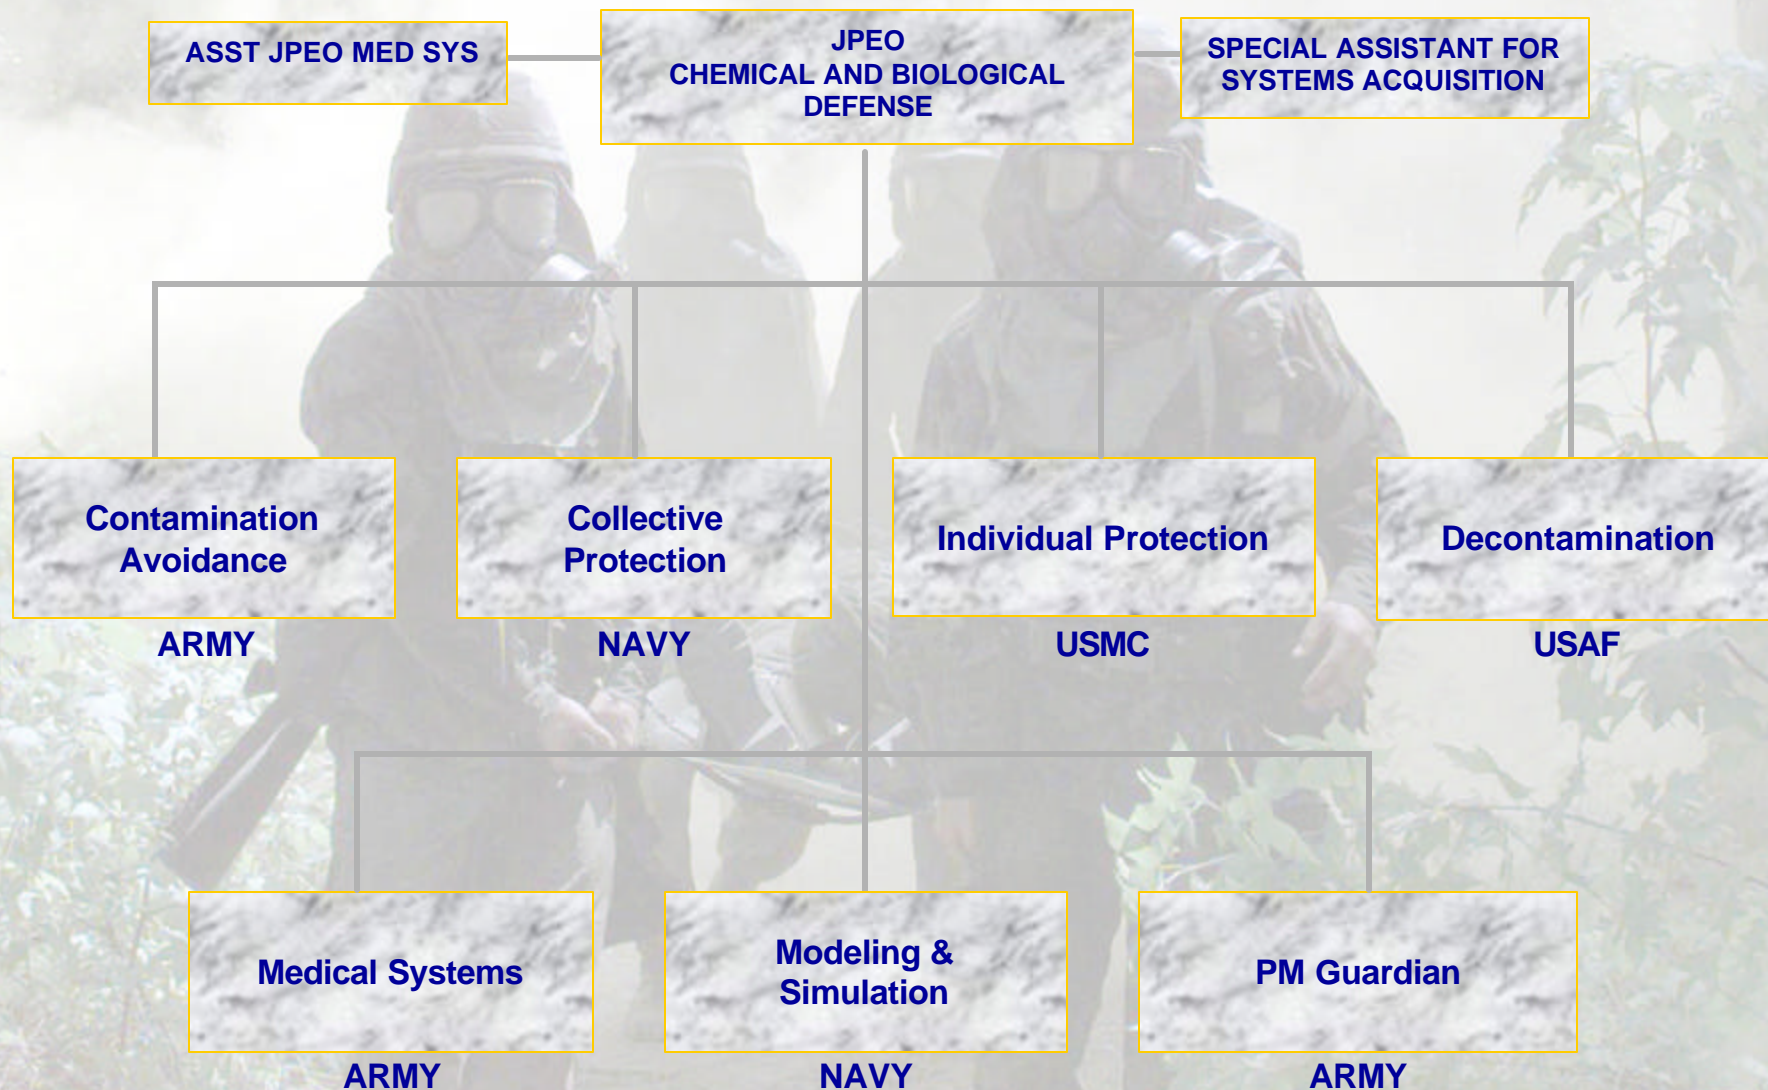 ASST JPEO MED SYS
JPEO
CHEMICAL AND BIOLOGICAL
DEFENSE
SPECIAL ASSISTANT FOR
SYSTEMS ACQUISITION
Contamination
Avoidance
ARMY
Collective
Protection
NAVY
Individual Protection
USMC
Decontamination
USAF
Medical Systems
ARMY
Modeling &
Simulation
NAVY
PM Guardian
ARMY